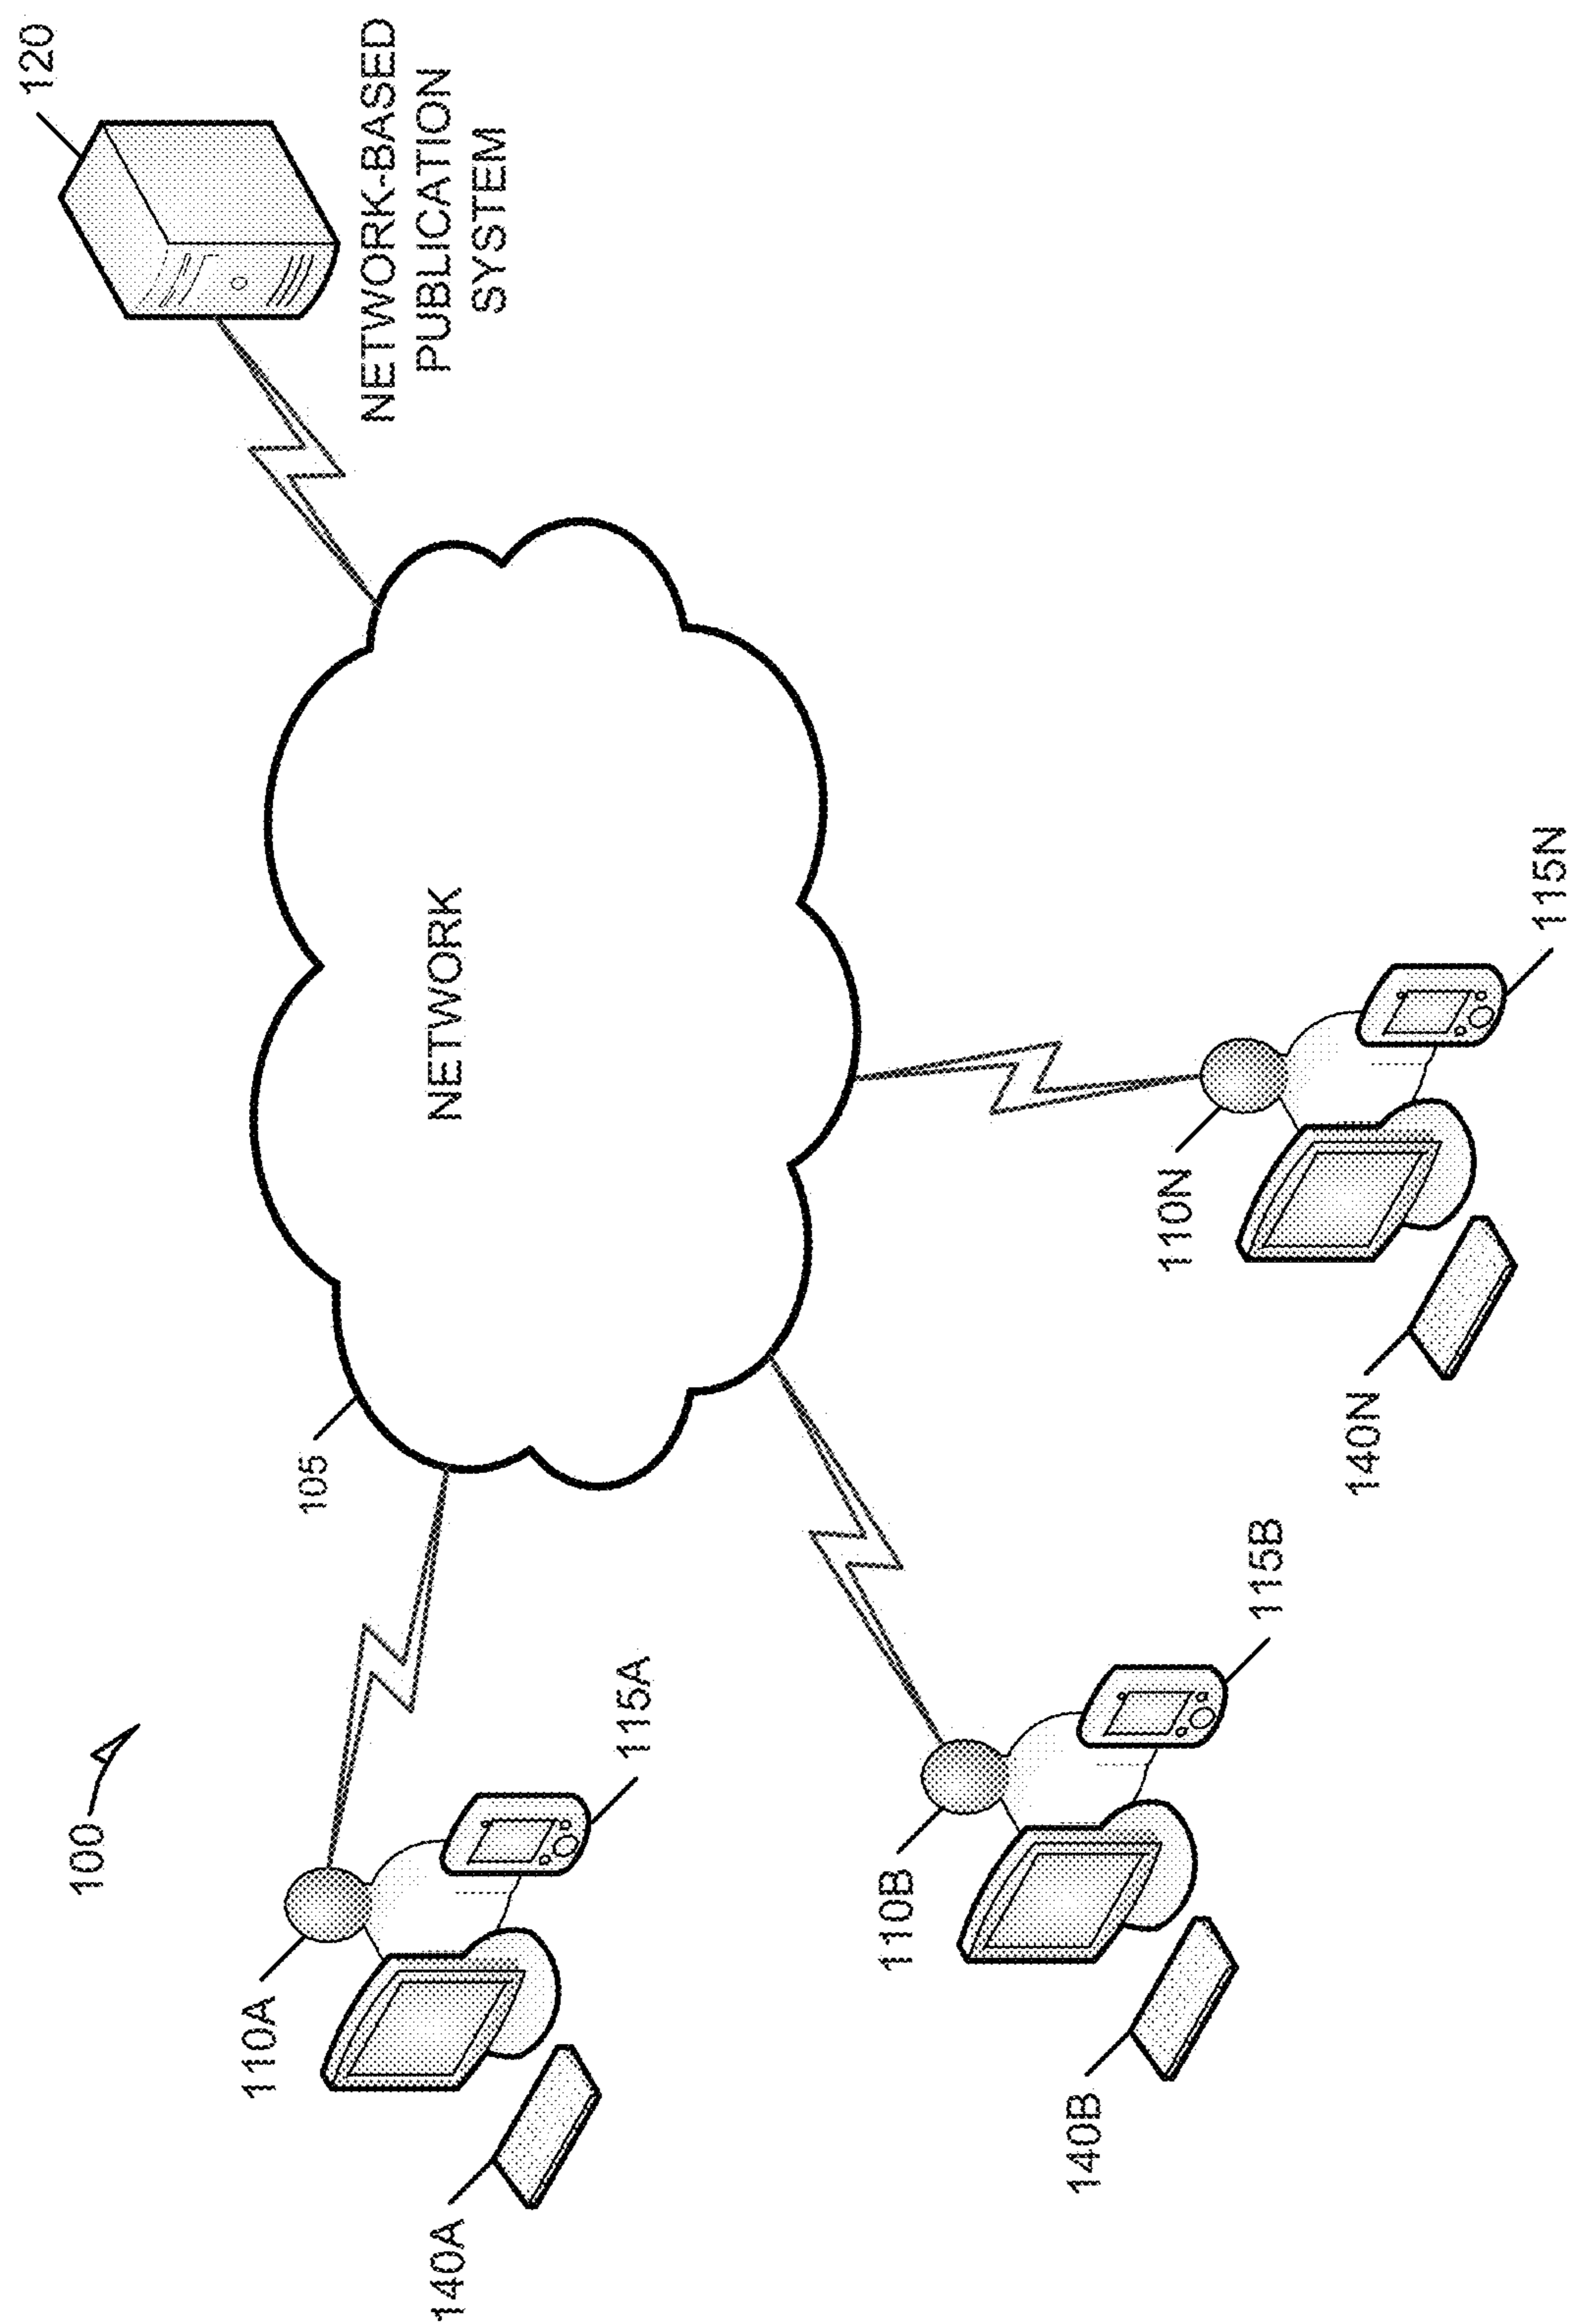 100
105
120
NETWORK-BASED
PUBLICATION
SYSTEM
NETWORK
110A
115A
140A
110B
115B
140B
110N
115N
140N